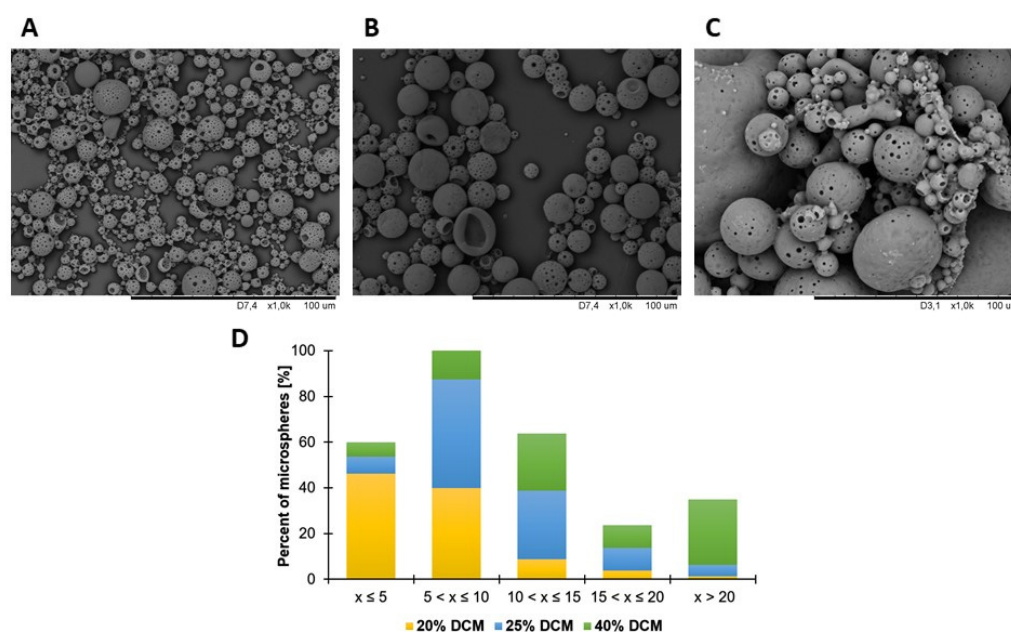 A
B
C
D7,4 x1,0k 100 um
D7,4 x1,0k 100 um
D3,1 x1,0k 100 um
D
Percent of microspheres [%]
100
80
60
40
20
0
x ≤ 5
5 < x ≤ 10
10 < x ≤ 15
15 < x ≤ 20
x > 20
20% DCM
25% DCM
40% DCM